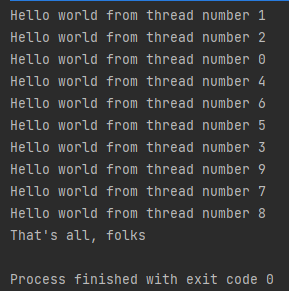 Hello world from thread number 1
Hello world from thread number 2
Hello world from thread number 0
Hello world from thread number 4
Hello world from thread number 6
Hello world from thread number 5
Hello world from thread number 3
Hello world from thread number 9
Hello world from thread number 7
Hello world from thread number 8
That's all, folks
Process finished with exit code 0